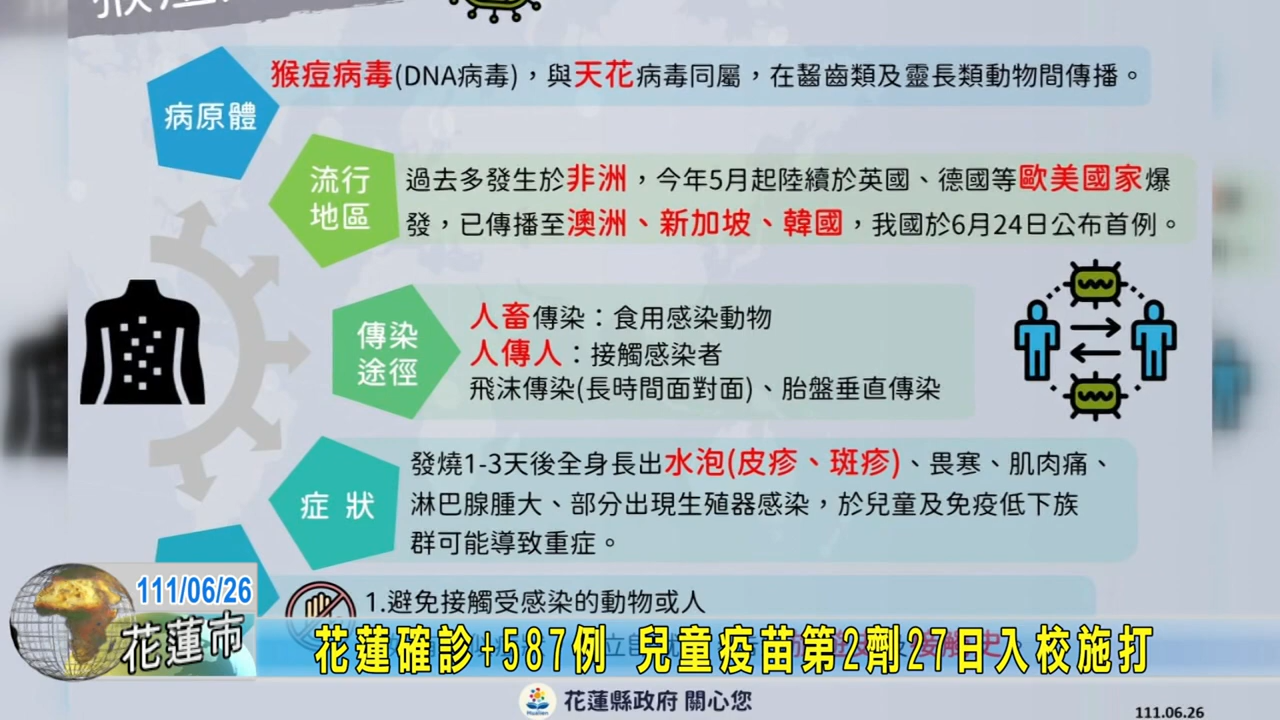 病原體
猴痘病毒(DNA病毒)，與天花病毒同屬，在齧齒類及靈長類動物間傳播。
流行
地區
過去多發生於非洲，今年5月起陸續於英國、德國等歐美國家爆
發，已傳播至澳洲、新加坡、韓國，我國於6月24日公布首例。
傳染
途徑
人畜傳染：食用感染動物
人傳人：接觸感染者
飛沫傳染(長時間面對面)、胎盤垂直傳染
症 狀
發燒1-3天後全身長出水泡(皮疹、斑疹)、畏寒、肌肉痛、
淋巴腺腫大、部分出現生殖器感染，於兒童及免疫低下族
群可能導致重症。
1.避免接觸受感染的動物或人
111/06/26
花蓮市
花蓮確診+587例 兒童疫苗第2劑27日入校施打
花蓮縣政府 關心您
111.06.26